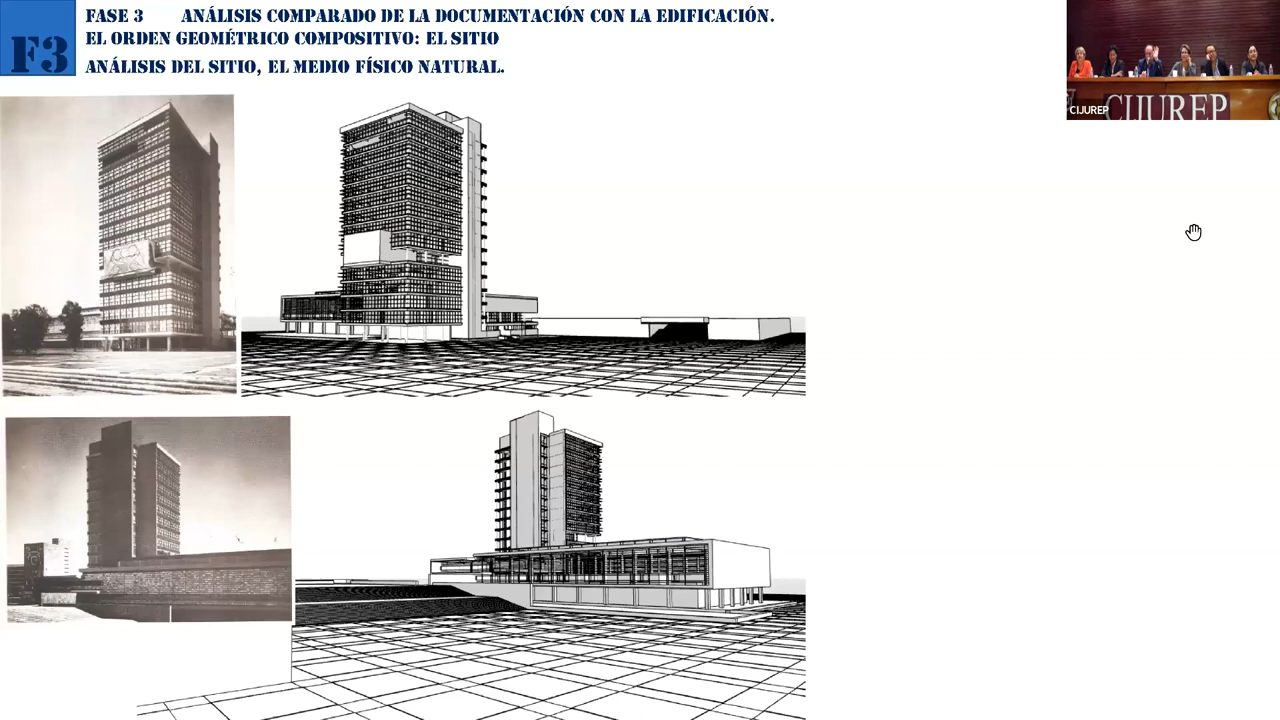 F3
FASE 3 ANÁLISIS COMPARADO DE LA DOCUMENTACIÓN CON LA EDIFICACIÓN.
EL ORDEN GEOMÉTRICO COMPOSITIVO: EL SITIO
ANÁLISIS DEL SITIO, EL MEDIO FÍSICO NATURAL.
CIJUREP
CIJUREP